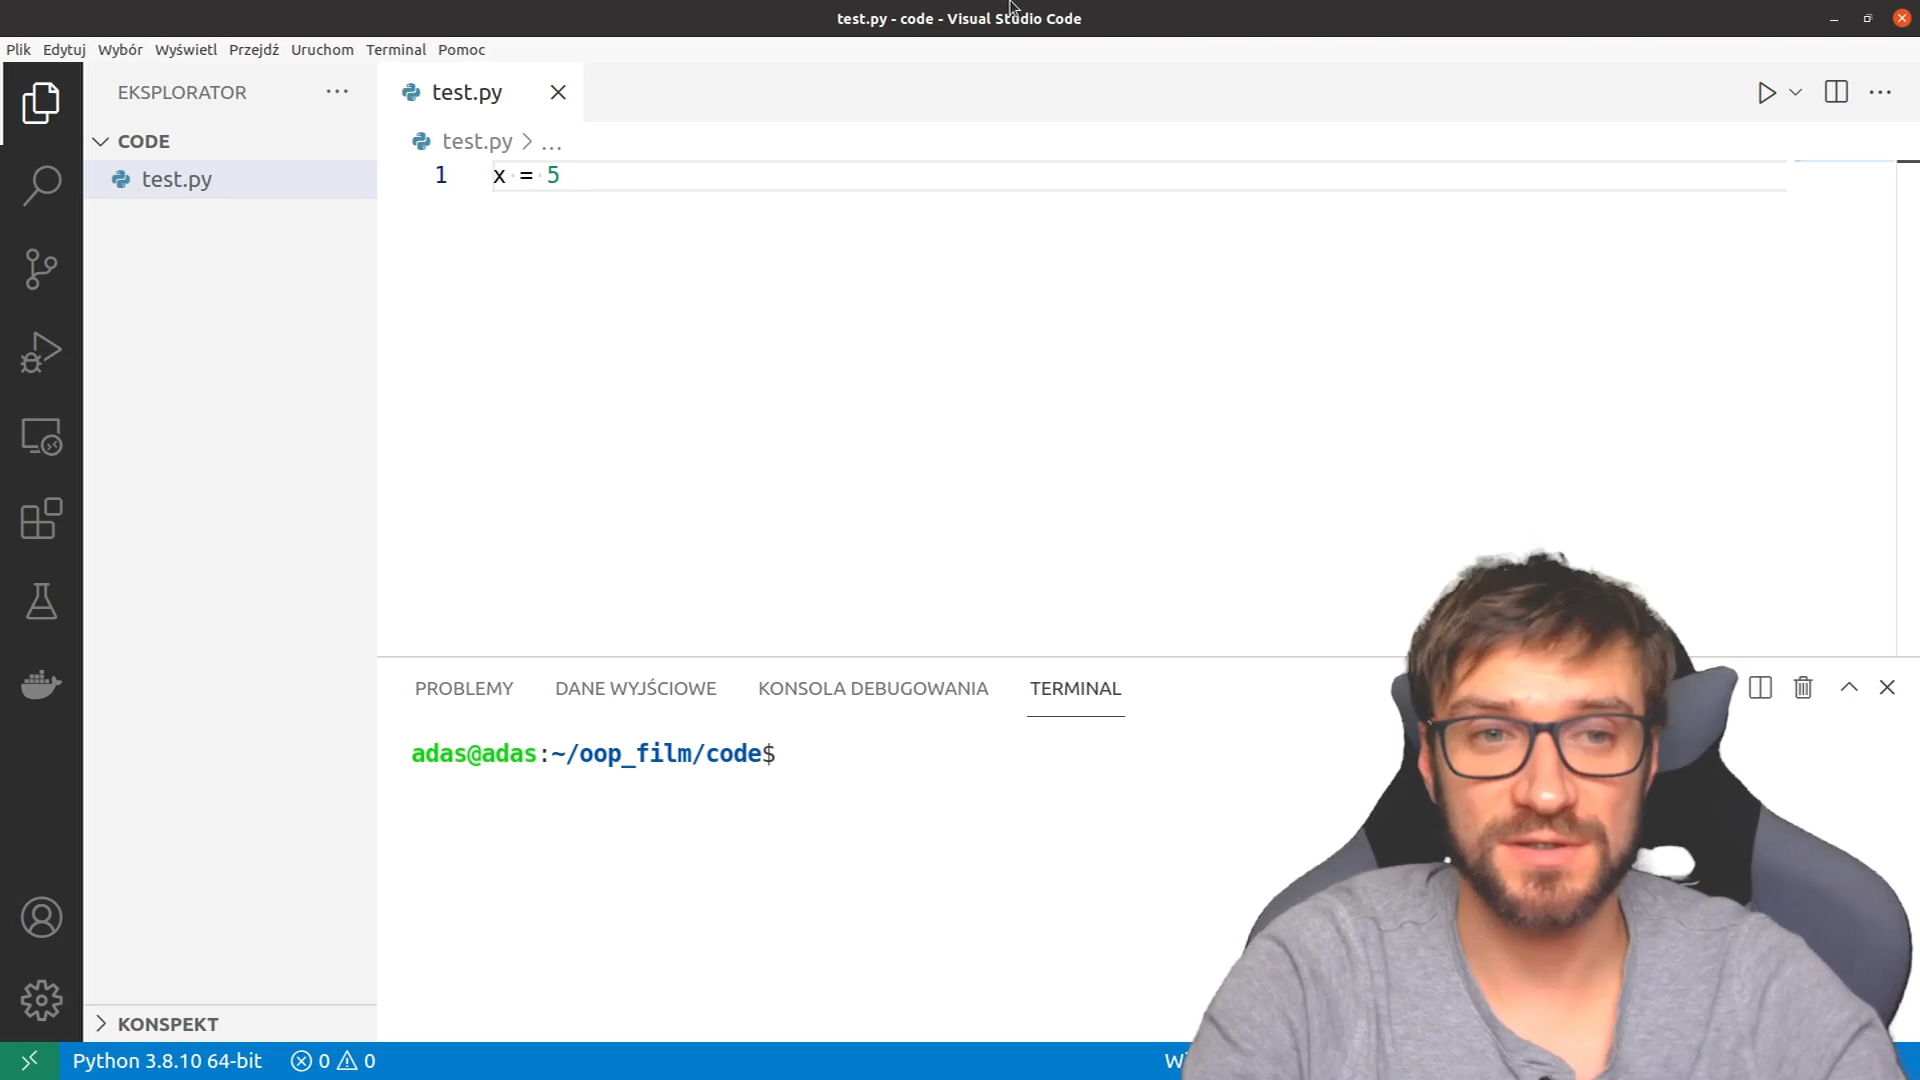 test.py - code - Visual Studio Code
Plik Edytuj Wybór Wyświetl Przejdź Uruchom Terminal Pomoc
EKSPLORATOR
CODE
test.py
test.py
test.py > ...
1 x = 5
PROBLEMY DANE WYJŚCIOWE KONSOLA DEBUGOWANIA TERMINAL
adas@adas:~/oop_film/code$
KONSPEKT
Python 3.8.10 64-bit 0 0